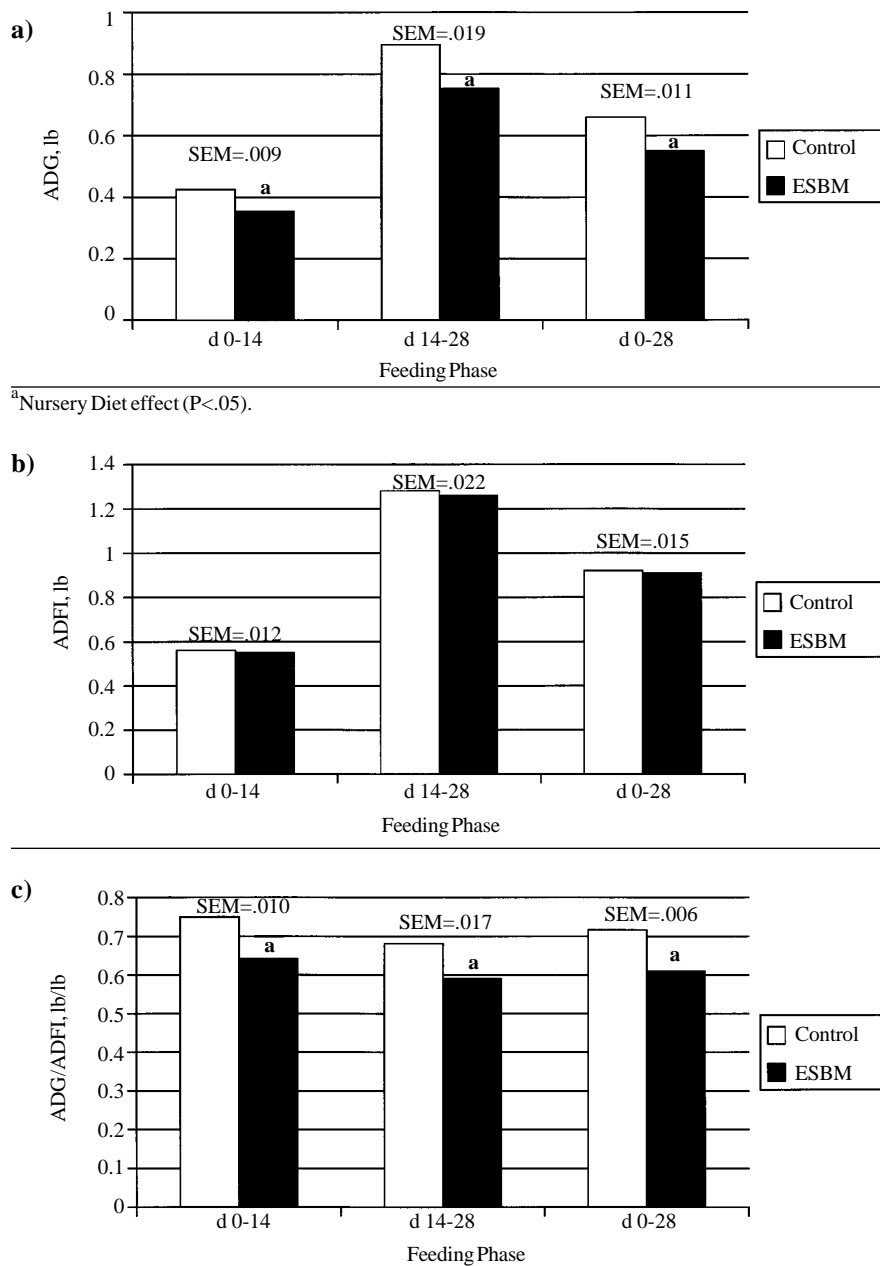 a)
ADG, lb
1
0.8
0.6
0.4
0.2
0
SEM=.009
a
SEM=.019
a
SEM=.011
a
d 0-14
d 14-28
d 0-28
Feeding Phase
Control
ESBM
aNursery Diet effect (P<.05).
b)
ADFI, lb
1.4
1.2
1
0.8
0.6
0.4
0.2
0
SEM=.012
SEM=.022
SEM=.015
d 0-14
d 14-28
d 0-28
Feeding Phase
Control
ESBM
c)
ADG/ADFI, lb/lb
0.8
0.7
0.6
0.5
0.4
0.3
0.2
0.1
0
SEM=.010
a
SEM=.017
a
SEM=.006
a
d 0-14
d 14-28
d 0-28
Feeding Phase
Control
ESBM